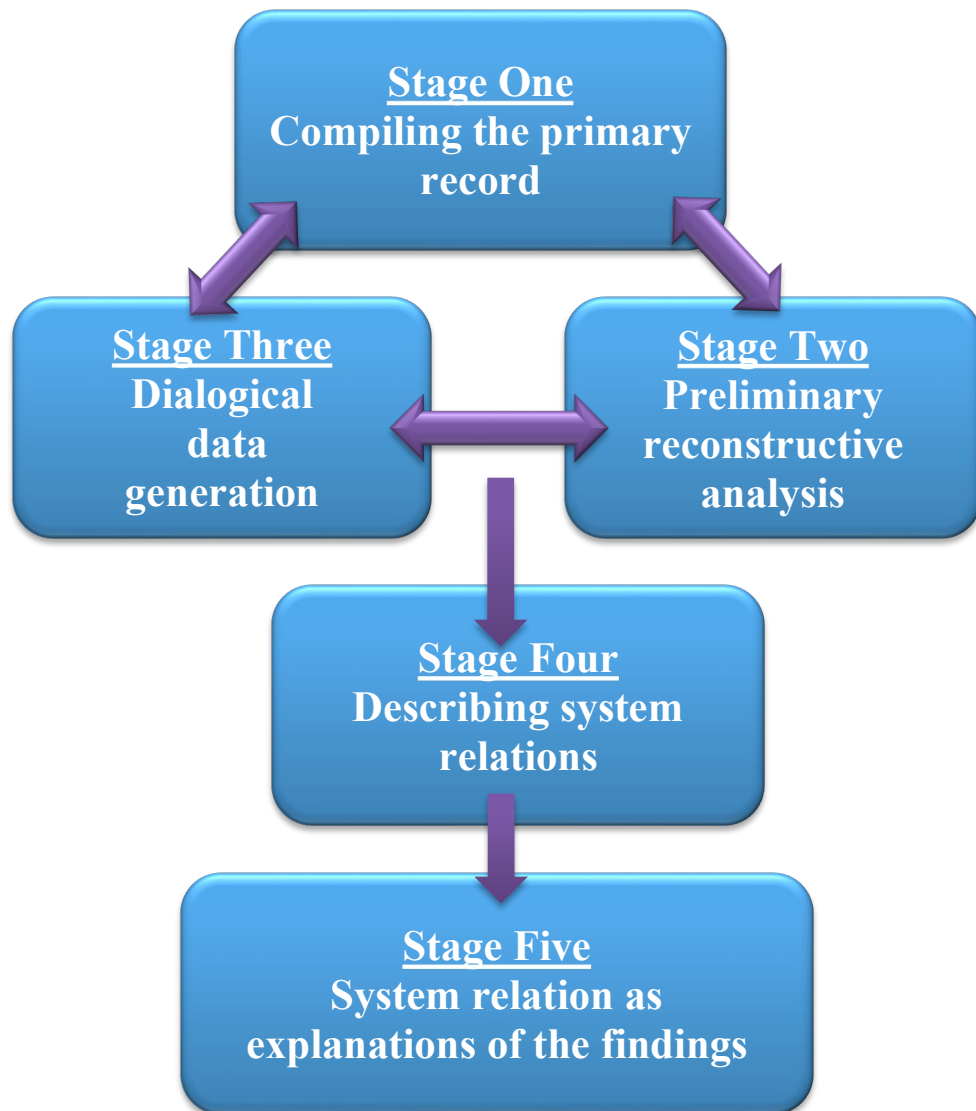 Stage One
Compiling the primary
record
Stage Three
Dialogical
data
generation
Stage Two
Preliminary
reconstructive
analysis
Stage Four
Describing system
relations
Stage Five
System relation as
explanations of the findings